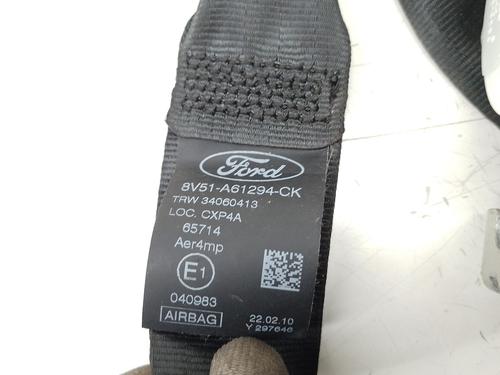 Ford
8V51-A61294-CK
TRW 34060413
LOC. CXP4A
65714
Aer4mp
E1
040983
AIRBAG
22.02.10
Y 297646